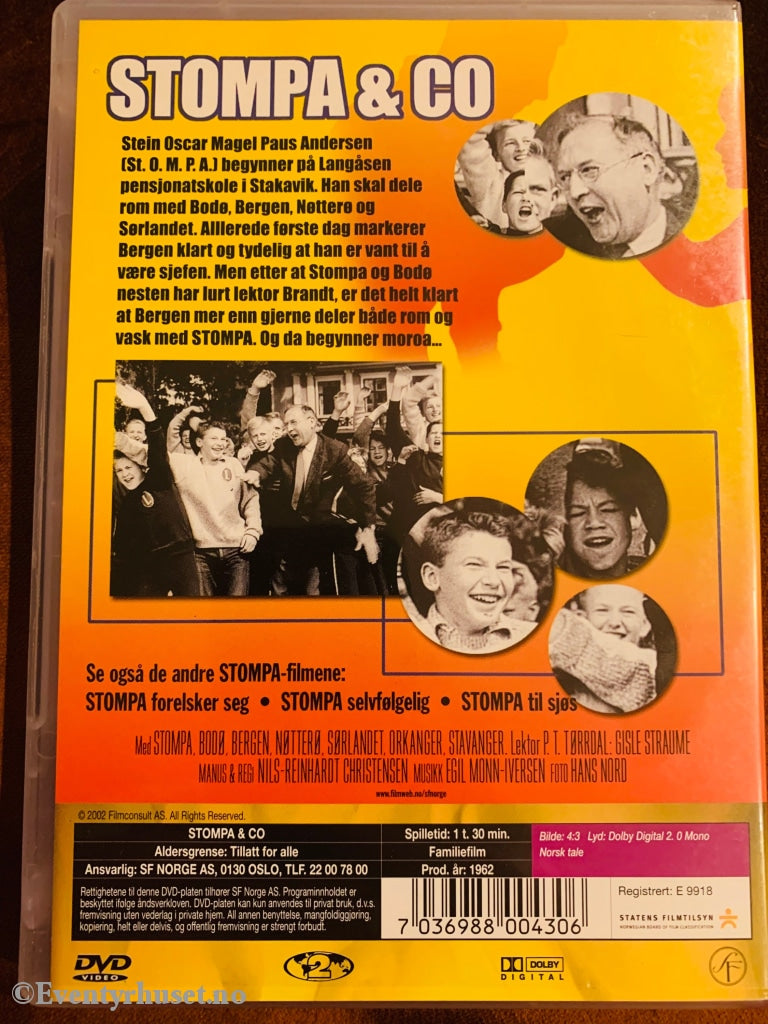 STOMPA & CO
Stein Oscar Magel Paus Andersen
(St. O. M. P. A.) begynner på Langåsen
pensjonatskole i Stakavik. Han skal dele
rom med Bodø, Bergen, Nøtterø og
Sørlandet. Alllerede første dag markerer
Bergen klart og tydelig at han er vant til å
være sjefen. Men etter at Stompa og Bodø
nesten har lurt lektor Brandt, er det helt klart
at Bergen mer enn gjerne deler både rom og
vask med STOMPA. Og da begynner moroa...
Se også de andre STOMPA-filmene:
STOMPA forelsker seg • STOMPA selvfølgelig • STOMPA til sjøs
Med STOMPA, BODØ, BERGEN, NØTTERØ, SØRLANDET, ORKANGER, STAVANGER. Lektor P. T. TØRRDAL: GISLE STRAUME
MANUS & REGI NILS-REINHARDT CHRISTENSEN MUSIKK EGIL MONN-IVERSEN FOTO HANS NORD
www.filmweb.no/sfnorge
© 2002 Filmconsult AS. All Rights Reserved.
STOMPA & CO
Aldersgrense: Tillatt for alle
Ansvarlig: SF NORGE AS, 0130 OSLO, TLF. 22 00 78 00
Spilletid: 1 t. 30 min.
Familiefilm
Prod. år: 1962
Bilde: 4:3 Lyd: Dolby Digital 2. 0 Mono
Norsk tale
Rettighetene til denne DVD-platen tilhører SF Norge AS. Programinnholdet er
beskyttet ifølge åndsverkloven. DVD-platen kan kun anvendes til privat bruk, d.v.s.
fremvisning uten vederlag i private hjem. All annen benyttelse, mangfoldiggjøring,
kopiering, helt eller delvis, og offentlig fremvisning er strengt forbudt.
7 036988 004306
Registrert: E 9918
STATENS FILMTILSYN
NORWEGIAN BOARD OF FILM CLASSIFICATION
DVD
VIDEO
2
DOLBY
DIGITAL
SF
©Eventyrhuset.no